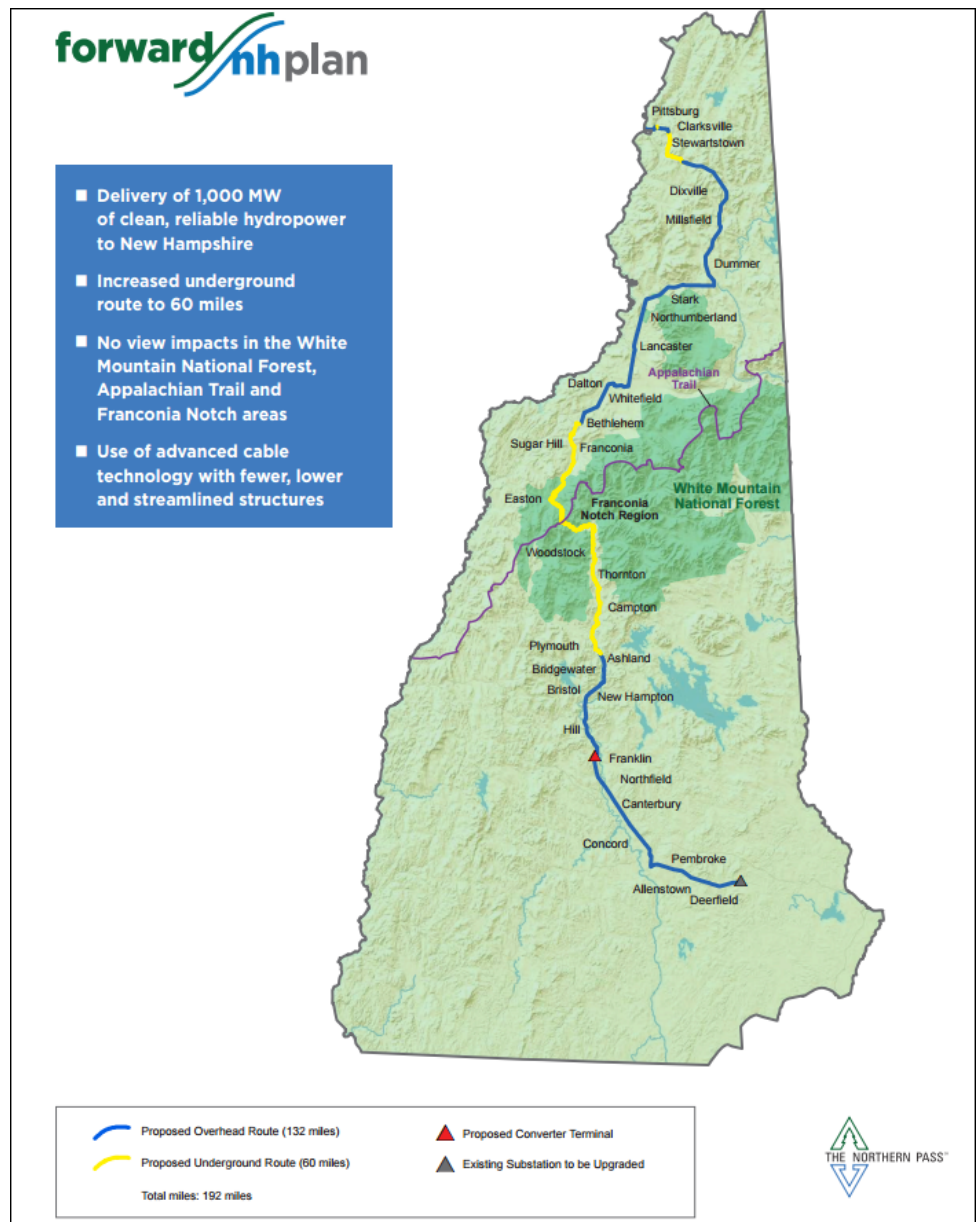 forward nh plan
■ Delivery of 1,000 MW
of clean, reliable hydropower
to New Hampshire
■ Increased underground
route to 60 miles
■ No view impacts in the White
Mountain National Forest,
Appalachian Trail and
Franconia Notch areas
■ Use of advanced cable
technology with fewer, lower
and streamlined structures
Pittsburg
Clarksville
Stewartstown
Dixville
Millsfield
Dummer
Stark
Northumberland
Lancaster
Appalachian
Trail
Dalton
Whitefield
Bethlehem
Sugar Hill
Franconia
Easton
Franconia
Notch Region
White Mountain
National Forest
Woodstock
Thornton
Campton
Plymouth
Ashland
Bridgewater
Bristol
New Hampton
Hill
Franklin
Northfield
Canterbury
Concord
Pembroke
Allenstown
Deerfield
Proposed Overhead Route (132 miles)
Proposed Underground Route (60 miles)
Total miles: 192 miles
Proposed Converter Terminal
Existing Substation to be Upgraded
THE NORTHERN PASS™